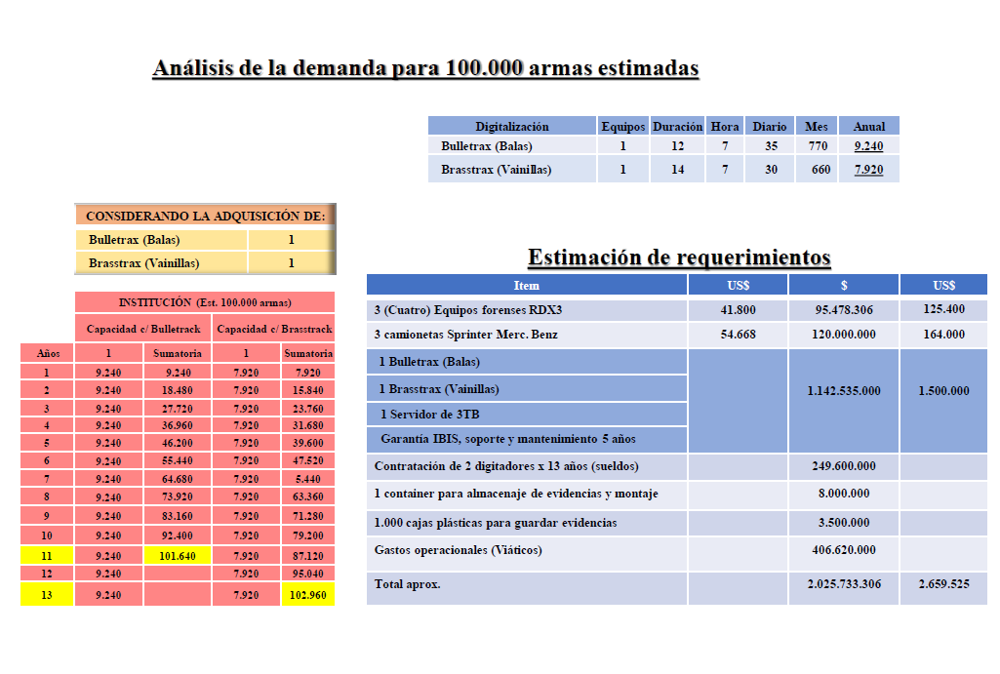 Análisis de la demanda para 100.000 armas estimadas
Digitalización Equipos Duración Hora Diario Mes Anual
Bulletrax (Balas) 1 12 7 35 770 9.240
Brasstrax (Vainillas) 1 14 7 30 660 7.920
CONSIDERANDO LA ADQUISICIÓN DE:
Bulletrax (Balas) 1
Brasstrax (Vainillas) 1
INSTITUCIÓN (Est. 100.000 armas)
Capacidad c/ Bulletrack Capacidad c/ Brasstrack
Años 1 Sumatoria 1 Sumatoria
1 9.240 9.240 7.920 7.920
2 9.240 18.480 7.920 15.840
3 9.240 27.720 7.920 23.760
4 9.240 36.960 7.920 31.680
5 9.240 46.200 7.920 39.600
6 9.240 55.440 7.920 47.520
7 9.240 64.680 7.920 5.440
8 9.240 73.920 7.920 63.360
9 9.240 83.160 7.920 71.280
10 9.240 92.400 7.920 79.200
11 9.240 101.640 7.920 87.120
12 9.240 7.920 95.040
13 9.240 7.920 102.960
Estimación de requerimientos
Item US$ $ US$
3 (Cuatro) Equipos forenses RDX3 41.800 95.478.306 125.400
3 camionetas Sprinter Merc. Benz 54.668 120.000.000 164.000
1 Bulletrax (Balas)
1 Brasstrax (Vainillas)
1 Servidor de 3TB
Garantía IBIS, soporte y mantenimiento 5 años
1.142.535.000 1.500.000
Contratación de 2 digitadores x 13 años (sueldos) 249.600.000
1 container para almacenaje de evidencias y montaje 8.000.000
1.000 cajas plásticas para guardar evidencias 3.500.000
Gastos operacionales (Viáticos) 406.620.000
Total aprox. 2.025.733.306 2.659.525